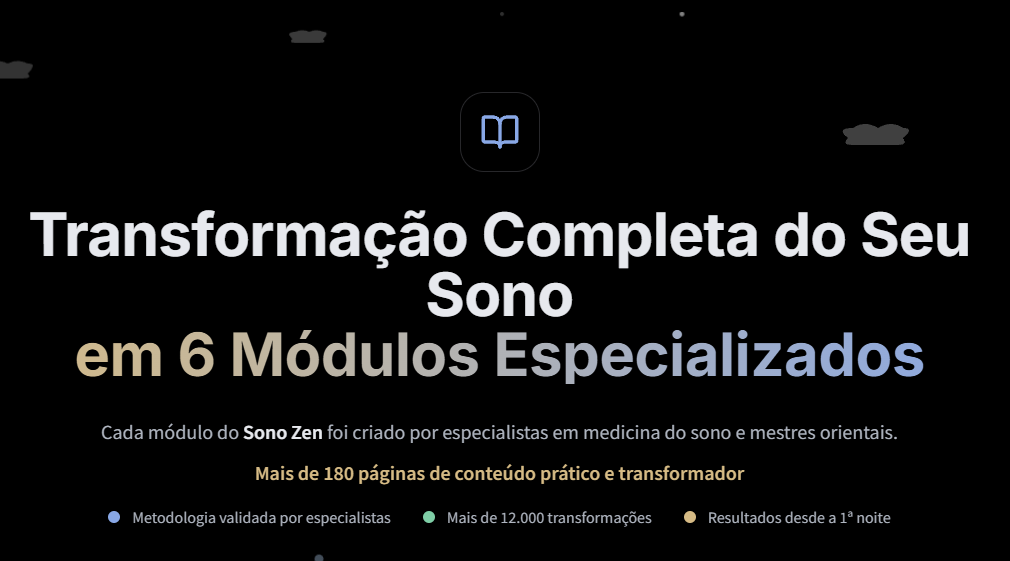 Transformação Completa do Seu
Sono
em 6 Módulos Especializados
Cada módulo do Sono Zen foi criado por especialistas em medicina do sono e mestres orientais.
Mais de 180 páginas de conteúdo prático e transformador
Metodologia validada por especialistas
Mais de 12.000 transformações
Resultados desde a 1ª noite